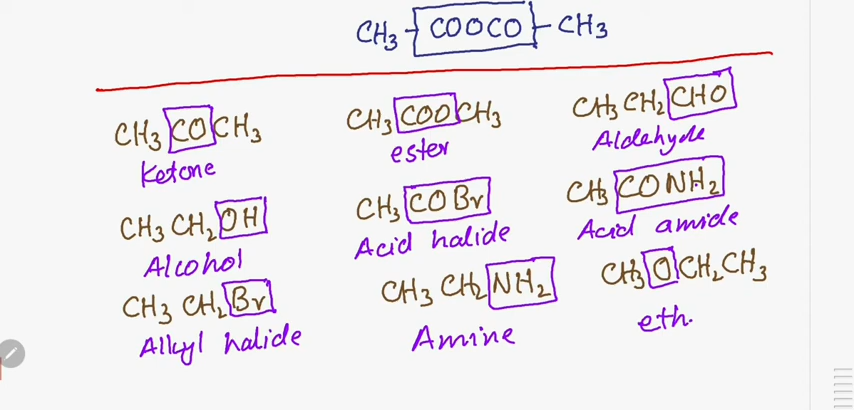 CH3-COOCO-CH3
CH3COCH3
Ketone
CH3COOCH3
ester
CH3CH2CHO
Aldehyde
CH3CH2OH
Alcohol
CH3COBr
Acid halide
CH3CONH2
Acid amide
CH3CH2Br
Alkyl halide
CH3CH2NH2
Amine
CH3OCH2CH3
eth